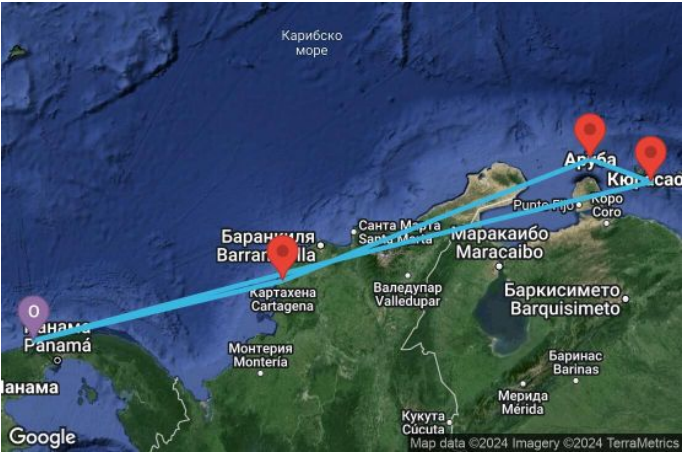 Карибско
море
Аруба
Кюрасао
Punto Fijo
Коро
Coro
Санта Марта
Santa Marta
Баранкиля
Barranquilla
Маракаибо
Maracaibo
Картахена
Cartagena
Валедупар
Valledupar
Баркисимето
Barquisimeto
O
Панама
Panamá
Монтерия
Montería
Баринас
Barinas
Панама
Мерида
Mérida
Кукута
Cúcuta
Google
Map data ©2024 Imagery ©2024 TerraMetrics